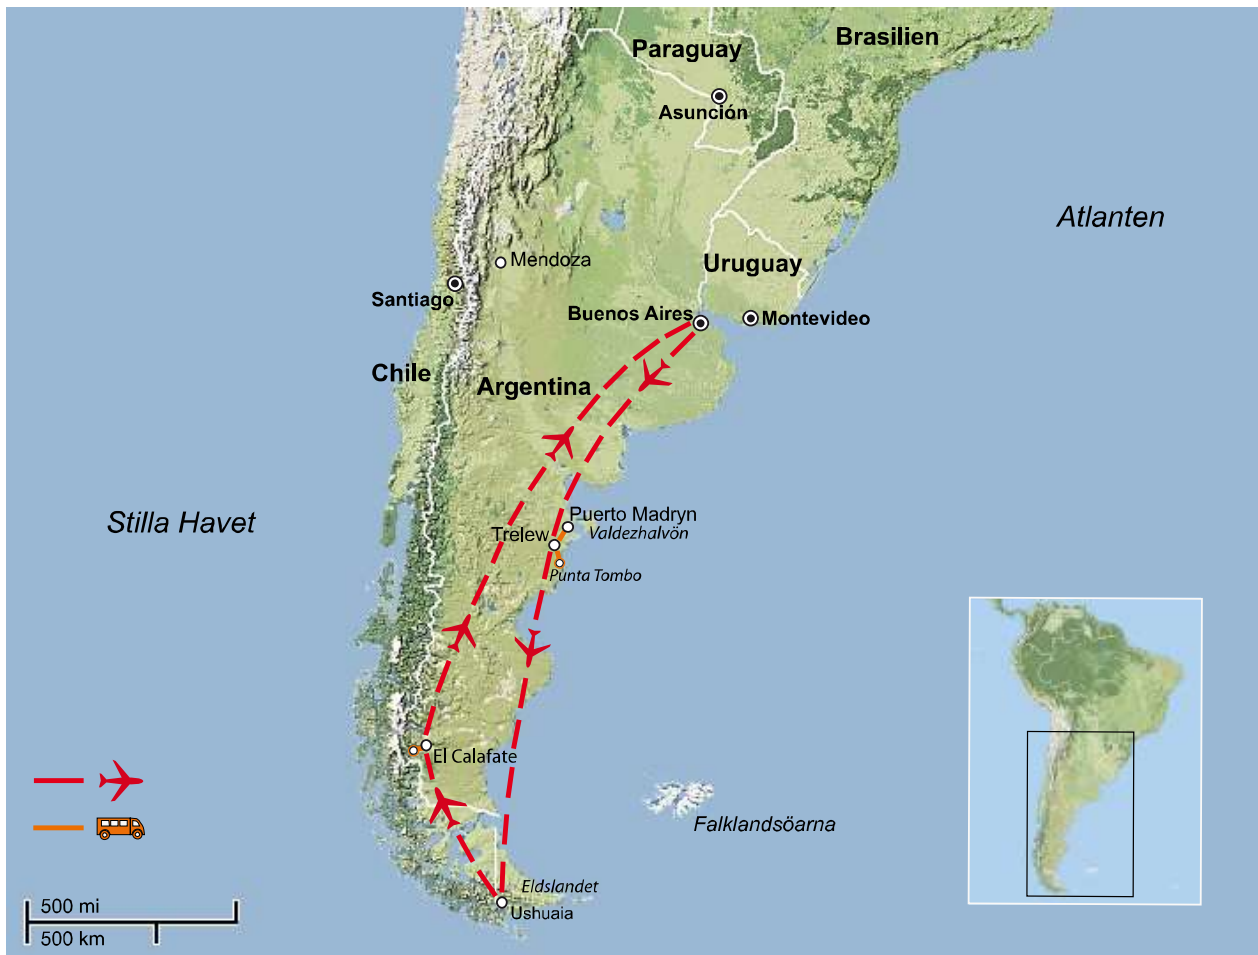 Brasilien
Paraguay
Asunción
Atlanten
Mendoza
Uruguay
Santiago
Buenos Aires
Montevideo
Chile
Argentina
Stilla Havet
Puerto Madryn
Valdezhalvön
Trelew
Punta Tombo
El Calafate
Falklandsöarna
Eldslandet
Ushuaia
500 mi
500 km